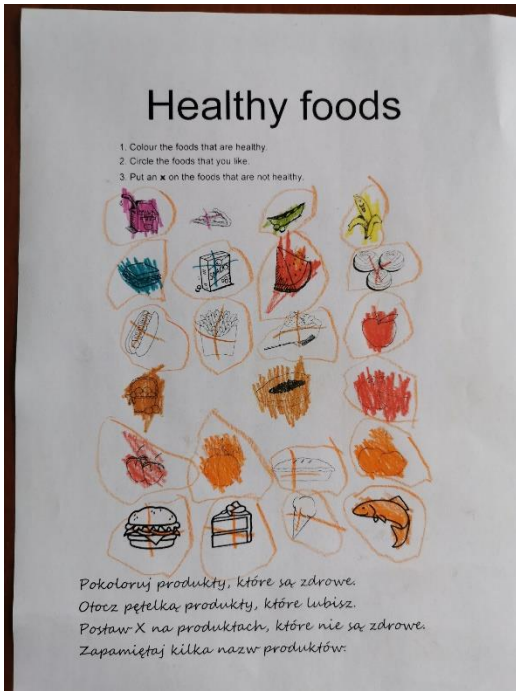 Healthy foods
1. Colour the foods that are healthy.
2. Circle the foods that you like.
3. Put an x on the foods that are not healthy.
Pokoloruj produkty, które są zdrowe.
Otocz pętelką produkty, które lubisz.
Postaw X na produktach, które nie są zdrowe.
Zapamiętaj kilka nazw produktów.